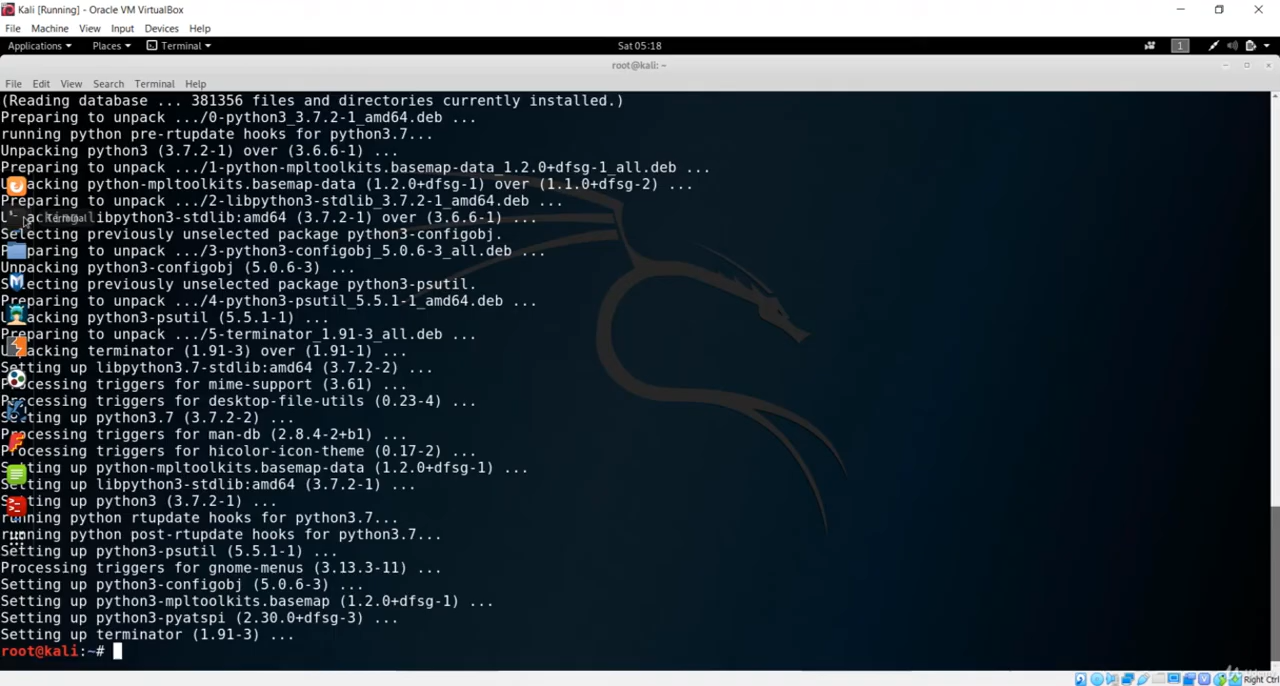 Kali [Running] - Oracle VM VirtualBox
File Machine View Input Devices Help
Applications Places Terminal Sat 05:18 1
root@kali: ~
File Edit View Search Terminal Help
(Reading database ... 381356 files and directories currently installed.)
Preparing to unpack .../0-python3_3.7.2-1_amd64.deb ...
running python pre-rtupdate hooks for python3.7...
Unpacking python3 (3.7.2-1) over (3.6.6-1) ...
Preparing to unpack .../1-python-mpltoolkits.basemap-data_1.2.0+dfsg-1_all.deb ...
Unpacking python-mpltoolkits.basemap-data (1.2.0+dfsg-1) over (1.1.0+dfsg-2) ...
Preparing to unpack .../2-libpython3-stdlib_3.7.2-1_amd64.deb ...
Unpacking libpython3-stdlib:amd64 (3.7.2-1) over (3.6.6-1) ...
Terminal
Selecting previously unselected package python3-configobj.
Preparing to unpack .../3-python3-configobj_5.0.6-3_all.deb ...
Unpacking python3-configobj (5.0.6-3) ...
Selecting previously unselected package python3-psutil.
Preparing to unpack .../4-python3-psutil_5.5.1-1_amd64.deb ...
Unpacking python3-psutil (5.5.1-1) ...
Preparing to unpack .../5-terminator_1.91-3_all.deb ...
Unpacking terminator (1.91-3) over (1.91-1) ...
Setting up libpython3.7-stdlib:amd64 (3.7.2-2) ...
Processing triggers for mime-support (3.61) ...
Processing triggers for desktop-file-utils (0.23-4) ...
Setting up python3.7 (3.7.2-2) ...
Processing triggers for man-db (2.8.4-2+b1) ...
Processing triggers for hicolor-icon-theme (0.17-2) ...
Setting up python-mpltoolkits.basemap-data (1.2.0+dfsg-1) ...
Setting up libpython3-stdlib:amd64 (3.7.2-1) ...
Setting up python3 (3.7.2-1) ...
running python rtupdate hooks for python3.7...
running python post-rtupdate hooks for python3.7...
Setting up python3-psutil (5.5.1-1) ...
Processing triggers for gnome-menus (3.13.3-11) ...
Setting up python3-configobj (5.0.6-3) ...
Setting up python3-mpltoolkits.basemap (1.2.0+dfsg-1) ...
Setting up python3-pyatspi (2.30.0+dfsg-3) ...
Setting up terminator (1.91-3) ...
root@kali:~#
Right Ctrl